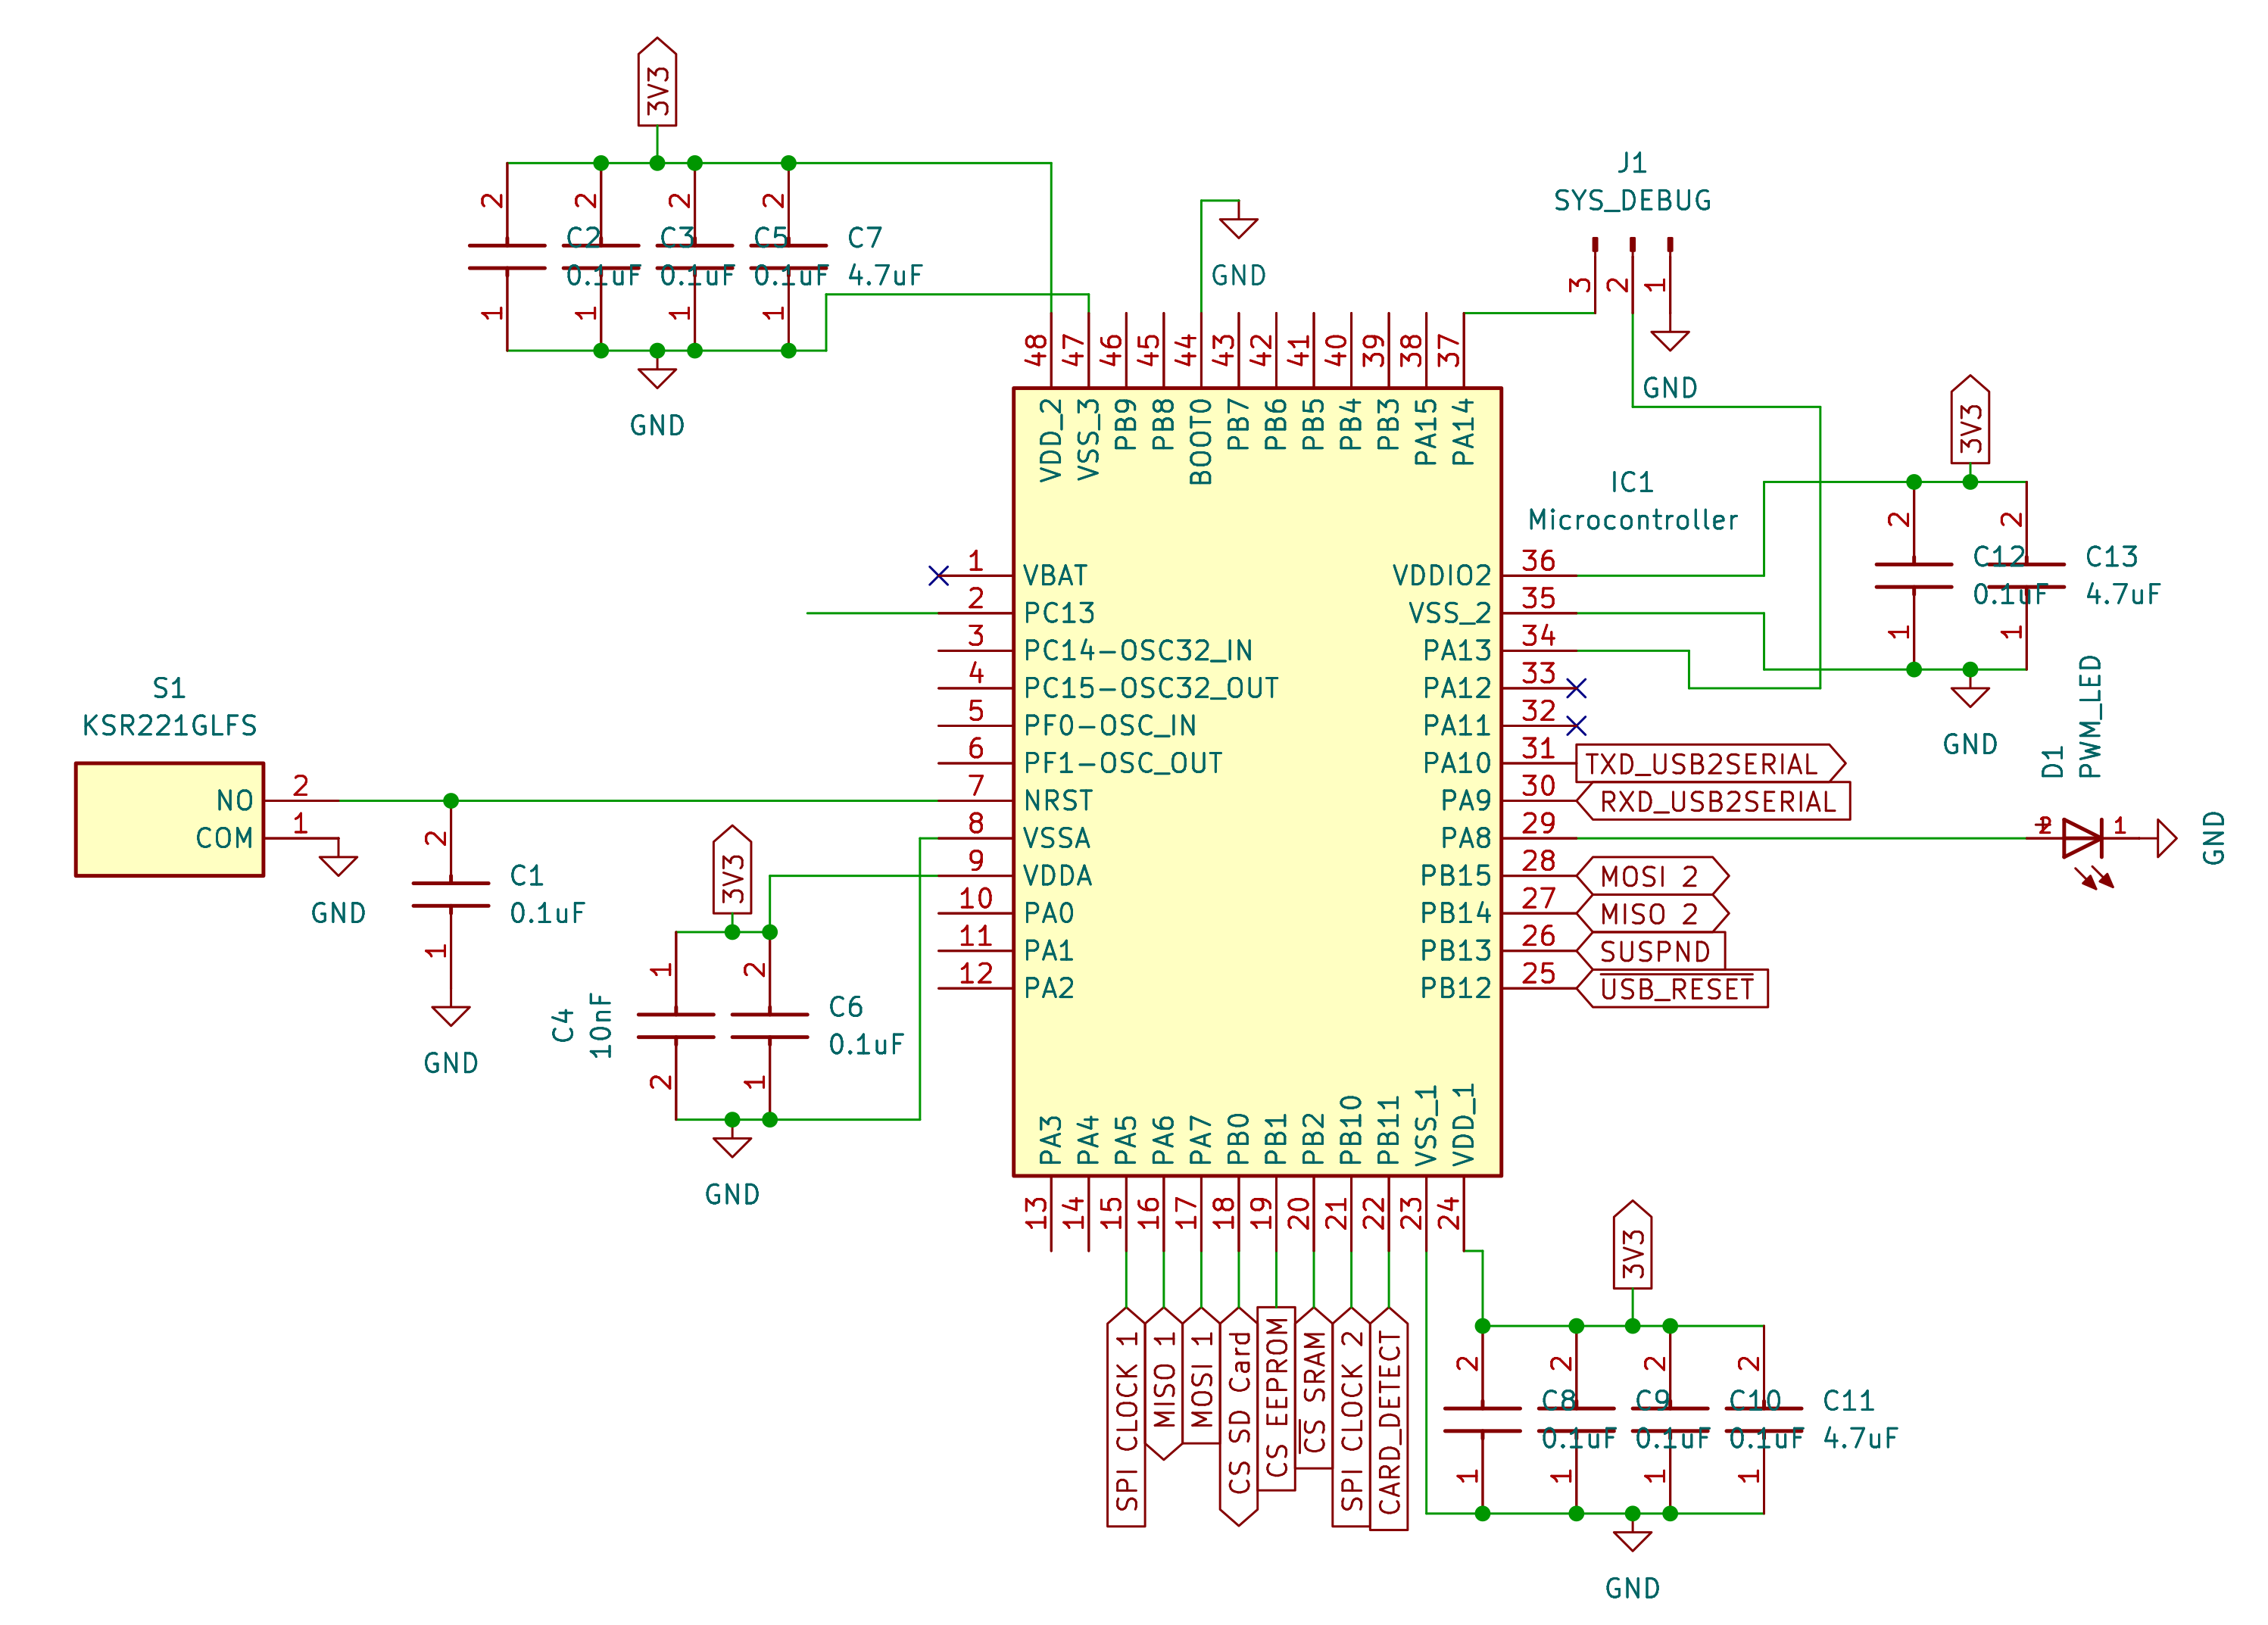 3V3
2
2
2
2
C2
0.1uF
C3
0.1uF
C5
0.1uF
C7
4.7uF
1
1
1
1
GND
GND
J1
SYS_DEBUG
3
2
1
GND
48
47
46
45
44
43
42
41
40
39
38
37
VDD_2
VSS_3
PB9
PB8
BOOT0
PB7
PB6
PB5
PB4
PB3
PA15
PA14
IC1
Microcontroller
3V3
2
2
C12
0.1uF
C13
4.7uF
1
1
GND
1 VBAT
2 PC13
3 PC14-OSC32_IN
4 PC15-OSC32_OUT
5 PF0-OSC_IN
6 PF1-OSC_OUT
7 NRST
8 VSSA
9 VDDA
10 PA0
11 PA1
12 PA2
VDDIO2 36
VSS_2 35
PA13 34
PA12 33
PA11 32
PA10 31 TXD_USB2SERIAL
PA9 30 RXD_USB2SERIAL
PA8 29
PB15 28 MOSI 2
PB14 27 MISO 2
PB13 26 SUSPND
PB12 25 USB_RESET
D1
PWM_LED
+
2
1
GND
S1
KSR221GLFS
NO 2
COM 1
GND
2
C1
0.1uF
1
GND
3V3
1
2
C4
10nF
C6
0.1uF
2
1
GND
PA3
PA4
PA5
PA6
PA7
PB0
PB1
PB2
PB10
PB11
VSS_1
VDD_1
13
14
15
16
17
18
19
20
21
22
23
24
SPI CLOCK 1
MISO 1
MOSI 1
CS SD Card
CS EEPROM
CS SRAM
SPI CLOCK 2
CARD_DETECT
3V3
2
2
2
2
C8
0.1uF
C9
0.1uF
C10
0.1uF
C11
4.7uF
1
1
1
1
GND